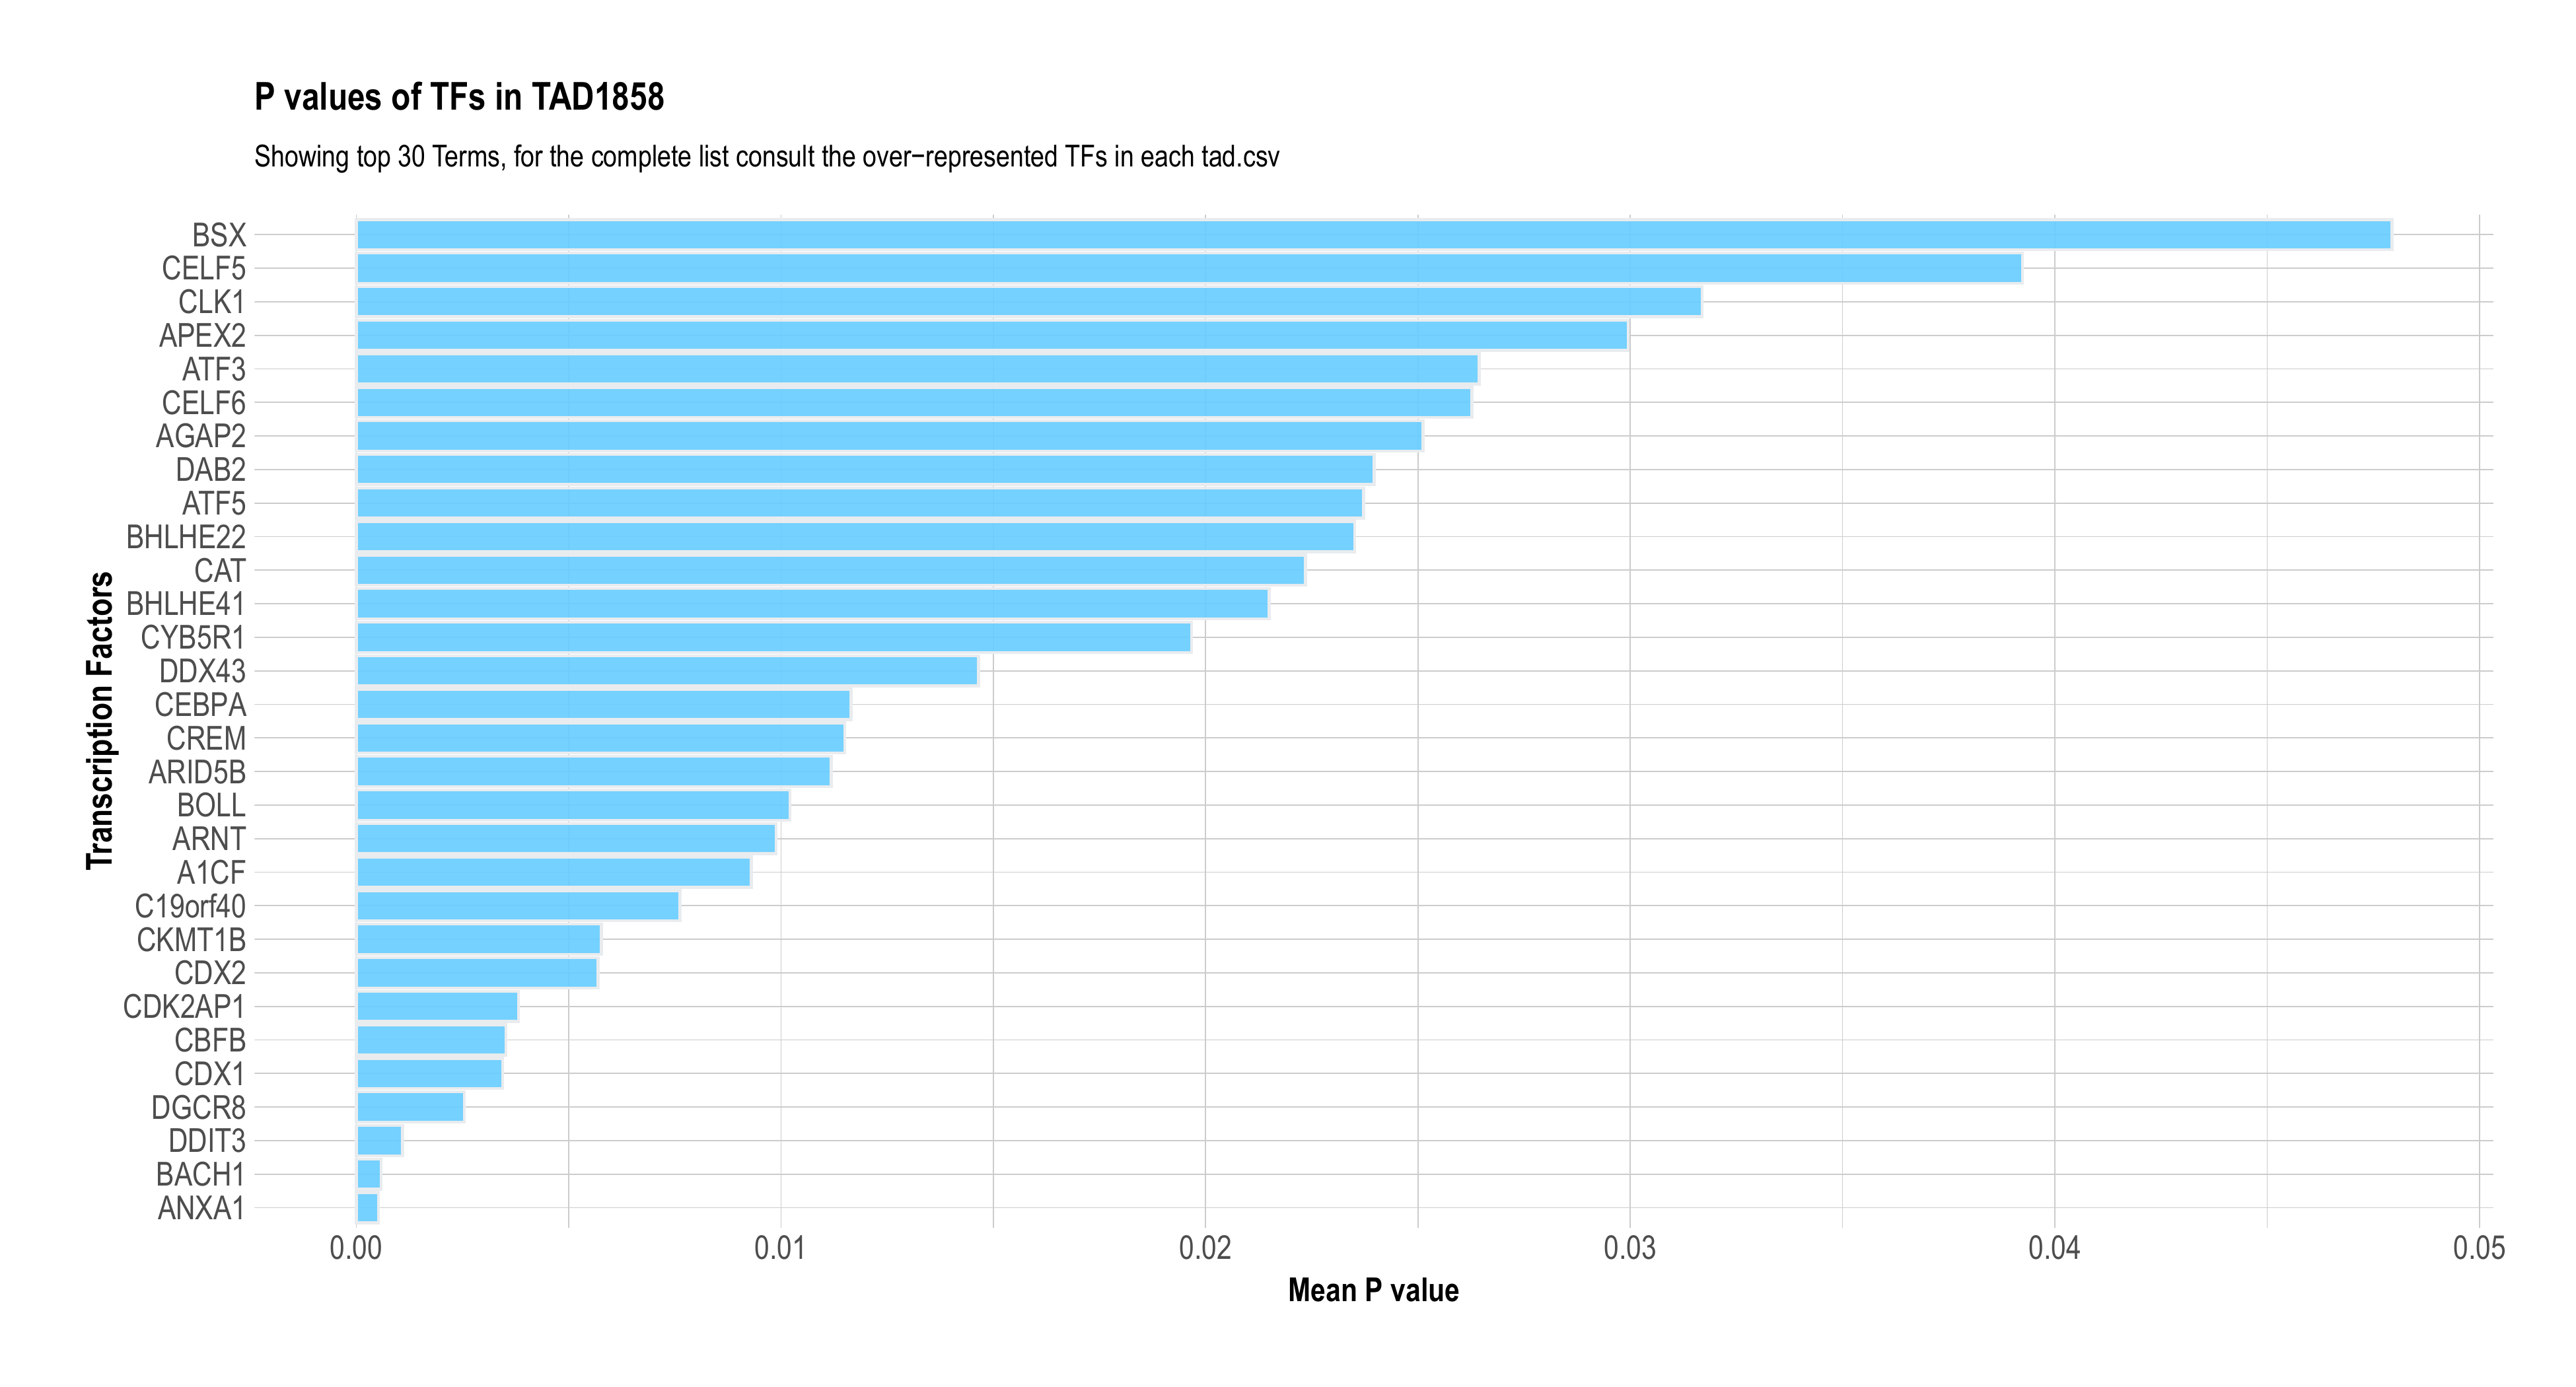 P values of TFs in TAD1858
Showing top 30 Terms, for the complete list consult the over−represented TFs in each tad.csv
Transcription Factors
BSX
CELF5
CLK1
APEX2
ATF3
CELF6
AGAP2
DAB2
ATF5
BHLHE22
CAT
BHLHE41
CYB5R1
DDX43
CEBPA
CREM
ARID5B
BOLL
ARNT
A1CF
C19orf40
CKMT1B
CDX2
CDK2AP1
CBFB
CDX1
DGCR8
DDIT3
BACH1
ANXA1
0.00 0.01 0.02 0.03 0.04 0.05
Mean P value